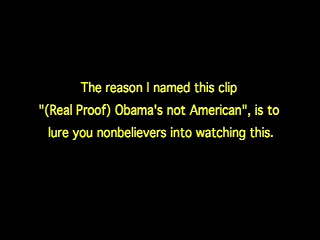 The reason I named this clip
"(Real Proof) Obama's not American", is to
lure you nonbelievers into watching this.